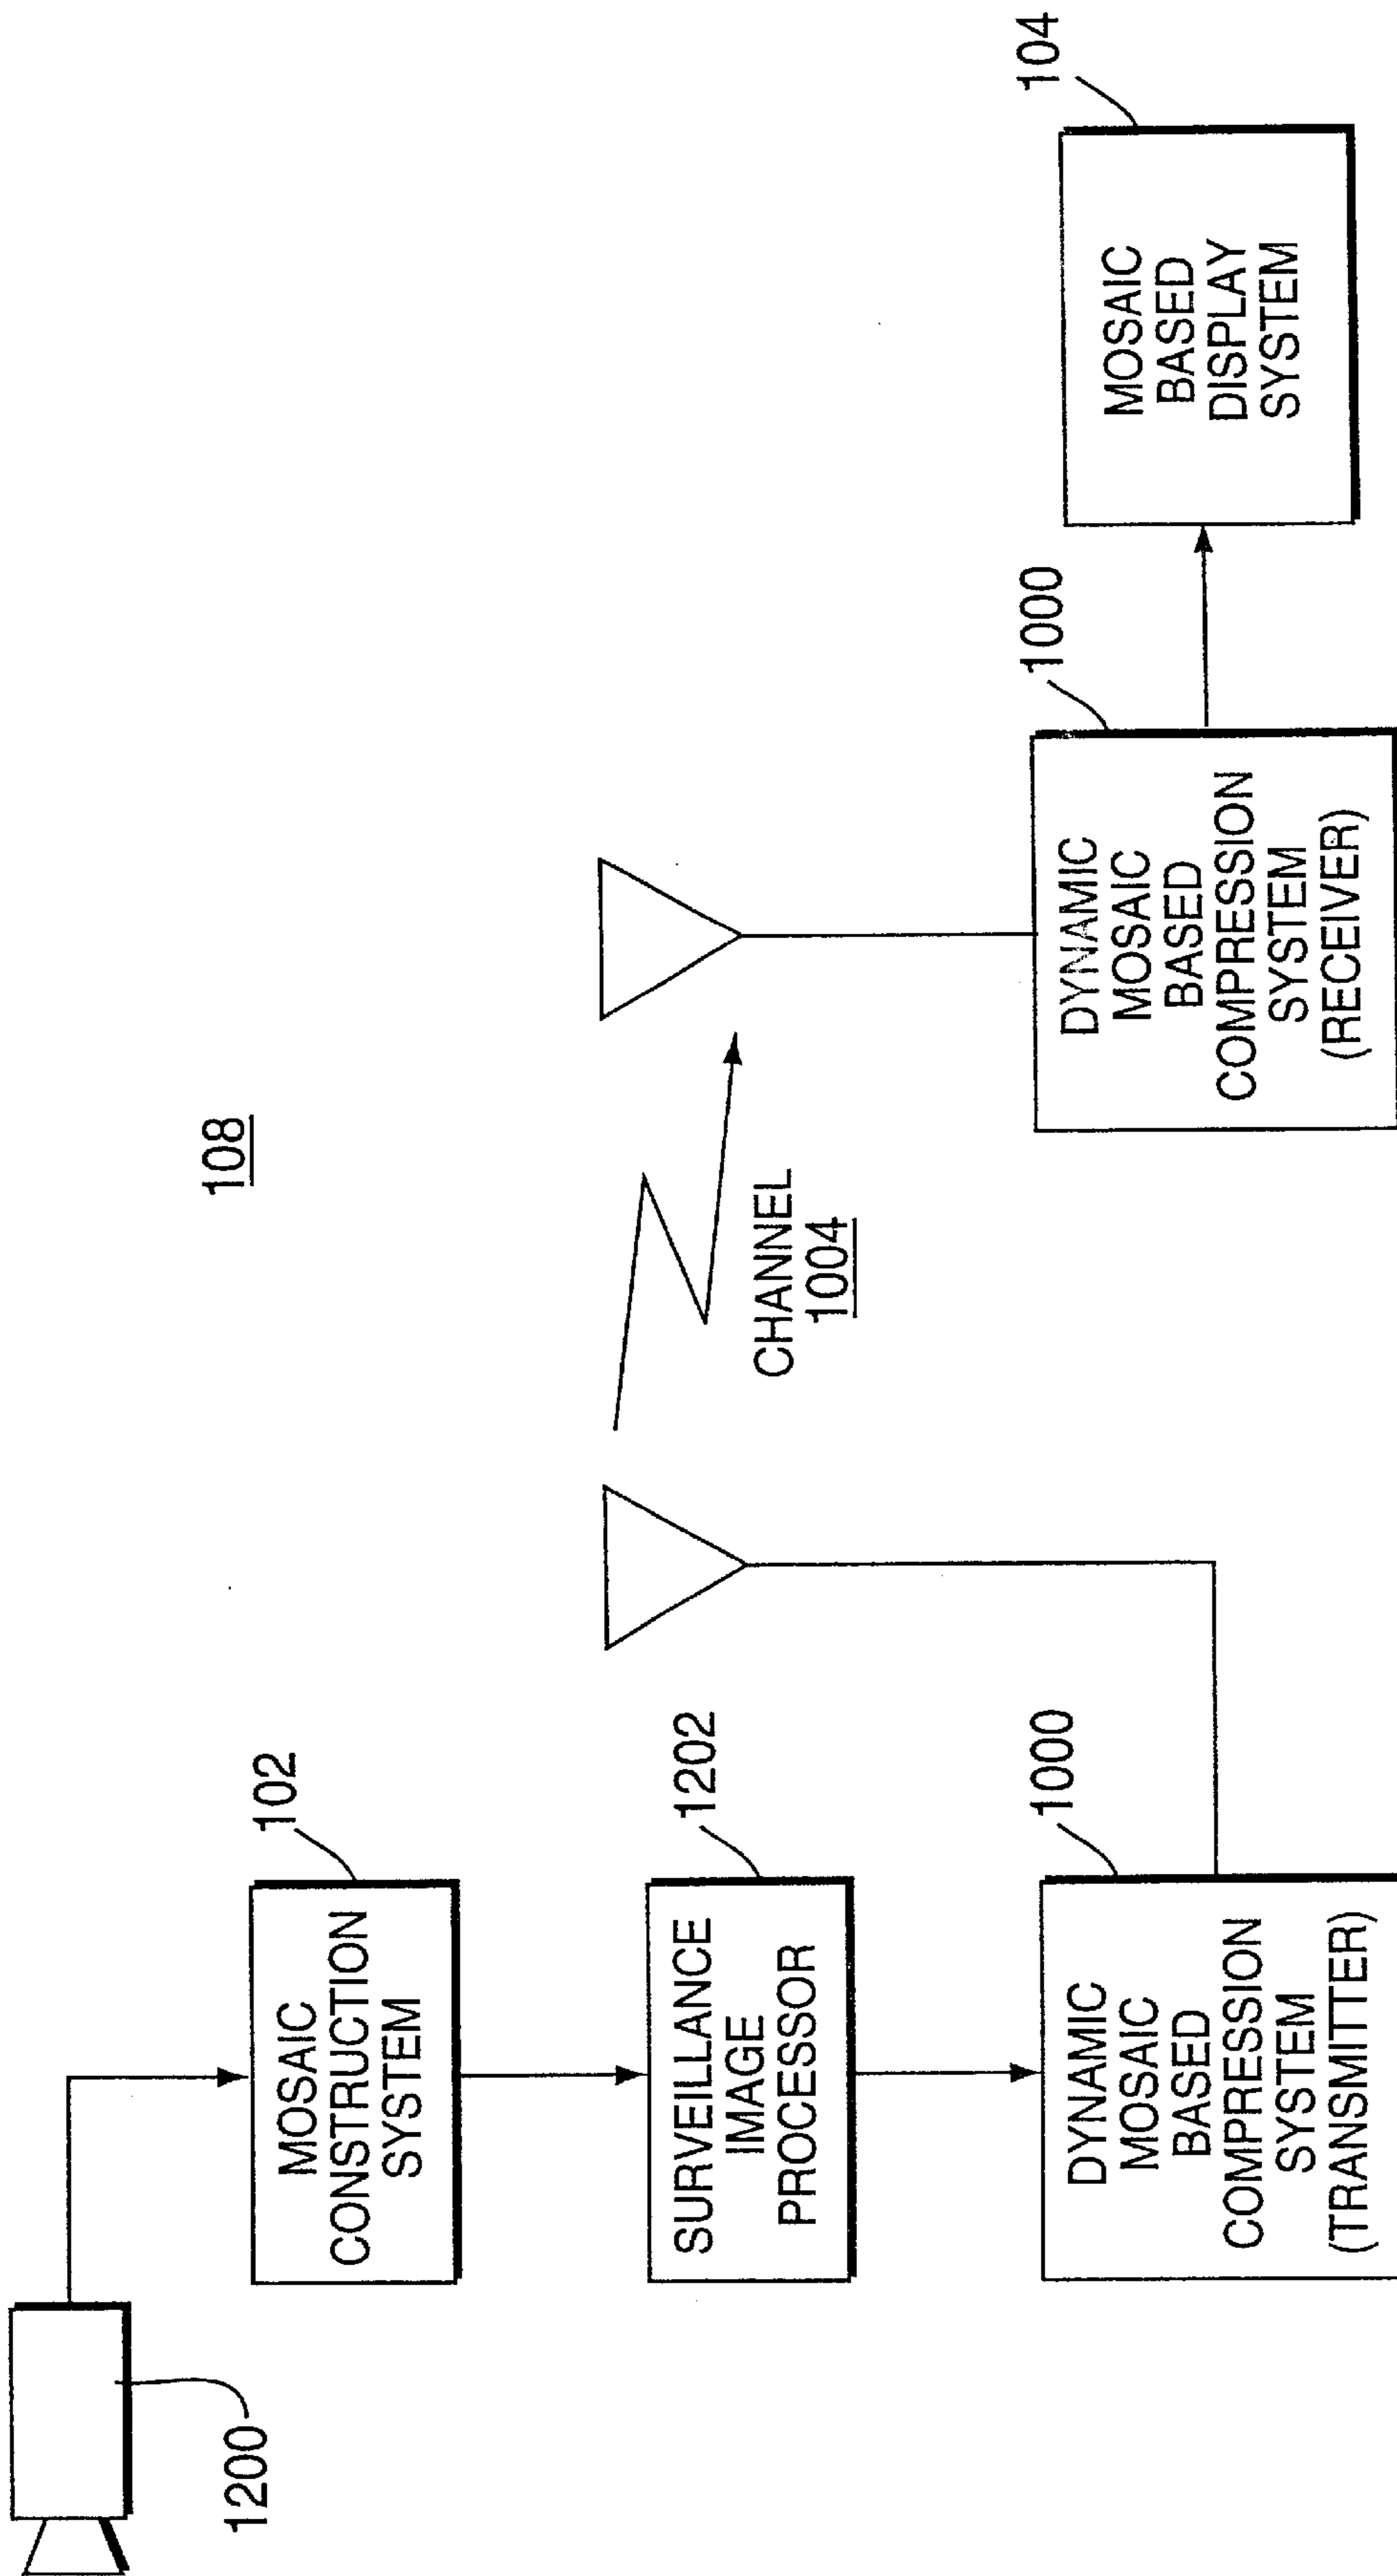 108
1200
102
MOSAIC
CONSTRUCTION
SYSTEM
1202
SURVEILLANCE
IMAGE
PROCESSOR
1000
DYNAMIC
MOSAIC
BASED
COMPRESSION
SYSTEM
(TRANSMITTER)
CHANNEL
1004
1000
DYNAMIC
MOSAIC
BASED
COMPRESSION
SYSTEM
(RECEIVER)
104
MOSAIC
BASED
DISPLAY
SYSTEM